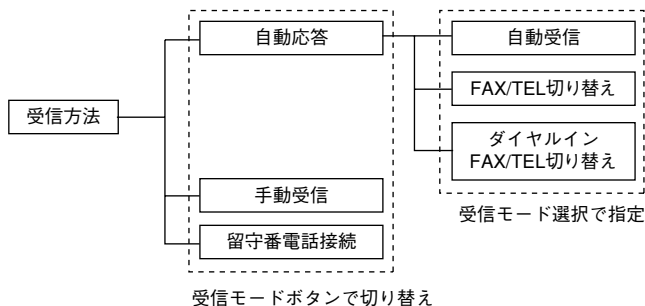 受信方法
自動応答
手動受信
留守番電話接続
受信モードボタンで切り替え
自動受信
FAX/TEL切り替え
ダイヤルイン
FAX/TEL切り替え
受信モード選択で指定